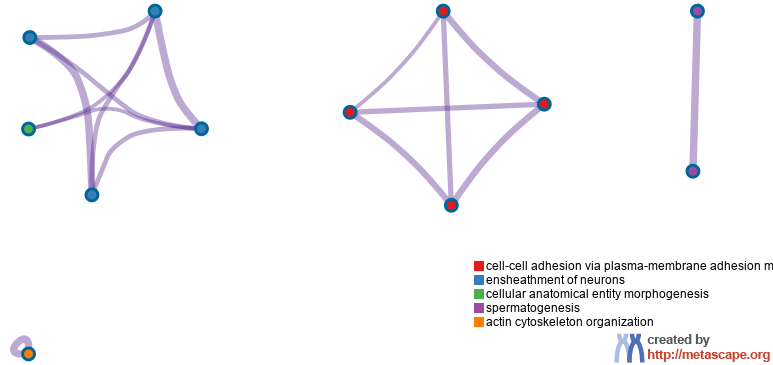 cell-cell adhesion via plasma-membrane adhesion m
ensheathment of neurons
cellular anatomical entity morphogenesis
spermatogenesis
actin cytoskeleton organization
created by
http://metascape.org